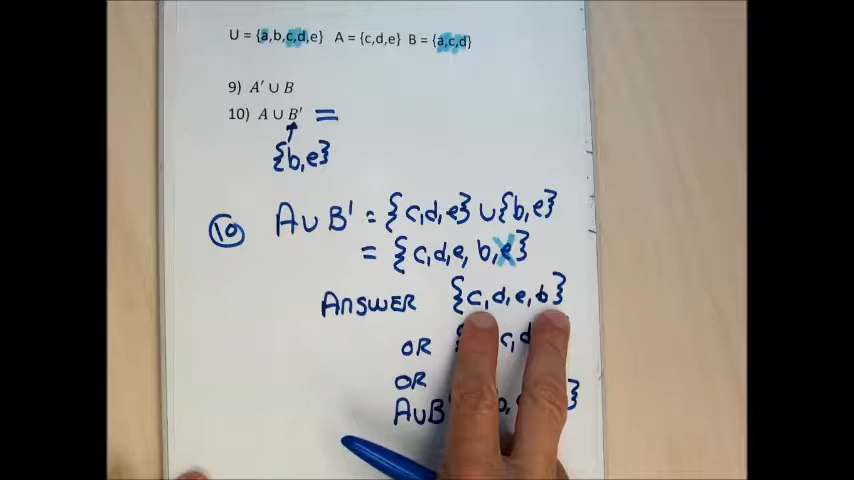 U = {a,b,c,d,e} A = {c,d,e} B = {a,c,d}
9) A′ ∪ B
10) A ∪ B′ =
{b,e}
10 A∪B' = {c,d,e} ∪ {b,e}
= {c,d,e, b,e}
ANSWER {c,d,e,b}
OR { c,d
OR
A∪B' b, }